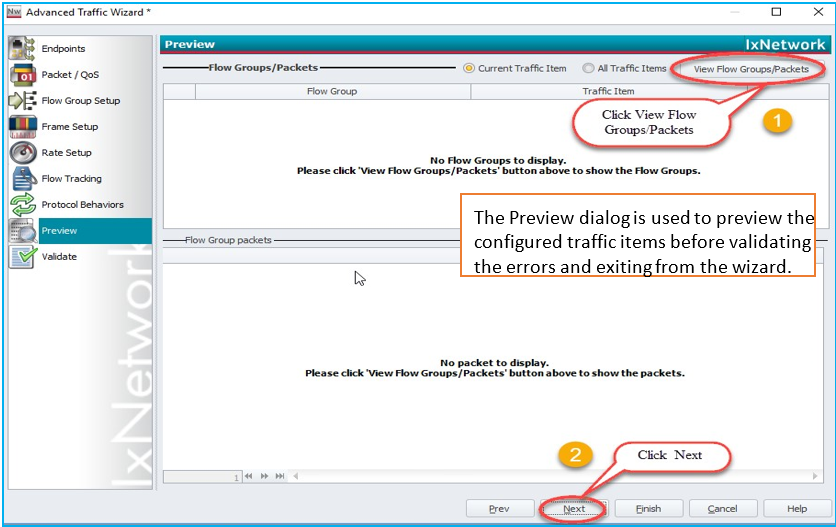 Advanced Traffic Wizard *
Endpoints
Packet / QoS
Flow Group Setup
Frame Setup
Rate Setup
Flow Tracking
Protocol Behaviors
Preview
Validate
IxNetwork
Preview
IxNetwork
Flow Groups/Packets
Current Traffic Item
All Traffic Items
View Flow Groups/Packets
Flow Group
Traffic Item
Click View Flow
Groups/Packets
1
No Flow Groups to display.
Please click 'View Flow Groups/Packets' button above to show the Flow Groups.
The Preview dialog is used to preview the
configured traffic items before validating
the errors and exiting from the wizard.
Flow Group packets
No packet to display.
Please click 'View Flow Groups/Packets' button above to show the packets.
2
Click Next
1
Prev
Next
Finish
Cancel
Help